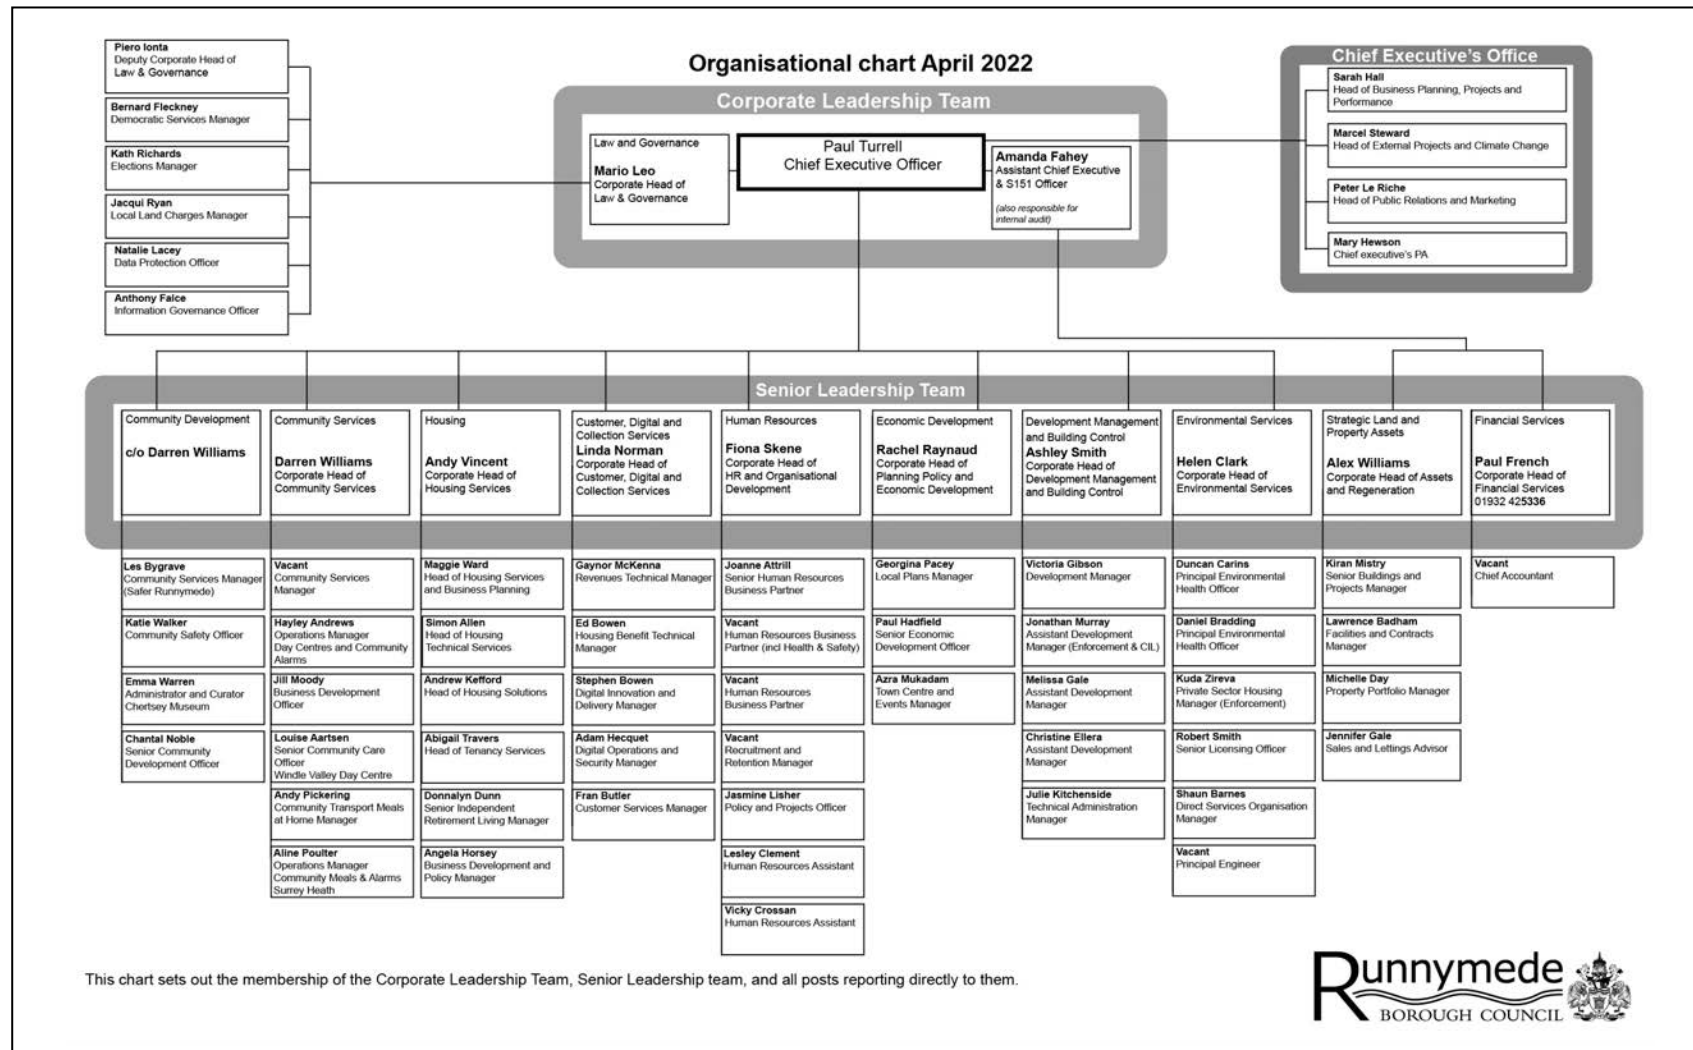 Organisational chart April 2022
Piero Ionta
Deputy Corporate Head of
Law & Governance
Bernard Fleckney
Democratic Services Manager
Kath Richards
Elections Manager
Jacqui Ryan
Local Land Charges Manager
Natalie Lacey
Data Protection Officer
Anthony Falce
Information Governance Officer
Corporate Leadership Team
Law and Governance
Mario Leo
Corporate Head of
Law & Governance
Paul Turrell
Chief Executive Officer
Amanda Fahey
Assistant Chief Executive
& S151 Officer
(also responsible for
internal audit)
Chief Executive's Office
Sarah Hall
Head of Business Planning, Projects and
Performance
Marcel Steward
Head of External Projects and Climate Change
Peter Le Riche
Head of Public Relations and Marketing
Mary Hewson
Chief executive's PA
Senior Leadership Team
Community Development
c/o Darren Williams
Community Services
Darren Williams
Corporate Head of
Community Services
Housing
Andy Vincent
Corporate Head of
Housing Services
Customer, Digital and
Collection Services
Linda Norman
Corporate Head of
Customer, Digital and
Collection Services
Human Resources
Fiona Skene
Corporate Head of
HR and Organisational
Development
Economic Development
Rachel Raynaud
Corporate Head of
Planning Policy and
Economic Development
Development Management
and Building Control
Ashley Smith
Corporate Head of
Development Management
and Building Control
Environmental Services
Helen Clark
Corporate Head of
Environmental Services
Strategic Land and
Property Assets
Alex Williams
Corporate Head of Assets
and Regeneration
Financial Services
Paul French
Corporate Head of
Financial Services
01932 425336
Les Bygrave
Community Services Manager
(Safer Runnymede)
Katie Walker
Community Safety Officer
Emma Warren
Administrator and Curator
Chertsey Museum
Chantal Noble
Senior Community
Development Officer
Vacant
Community Services
Manager
Hayley Andrews
Operations Manager
Day Centres and Community
Alarms
Jill Moody
Business Development
Officer
Louise Aartsen
Senior Community Care
Officer
Windle Valley Day Centre
Andy Pickering
Community Transport Meals
at Home Manager
Aline Poulter
Operations Manager
Community Meals & Alarms
Surrey Heath
Maggie Ward
Head of Housing Services
and Business Planning
Simon Allen
Head of Housing
Technical Services
Andrew Kefford
Head of Housing Solutions
Abigail Travers
Head of Tenancy Services
Donnalyn Dunn
Senior Independent
Retirement Living Manager
Angela Horsey
Business Development and
Policy Manager
Gaynor McKenna
Revenues Technical Manager
Ed Bowen
Housing Benefit Technical
Manager
Stephen Bowen
Digital Innovation and
Delivery Manager
Adam Hecquet
Digital Operations and
Security Manager
Fran Butler
Customer Services Manager
Joanne Attrill
Senior Human Resources
Business Partner
Vacant
Human Resources Business
Partner (incl Health & Safety)
Vacant
Human Resources
Business Partner
Vacant
Recruitment and
Retention Manager
Jasmine Lisher
Policy and Projects Officer
Lesley Clement
Human Resources Assistant
Vicky Crossan
Human Resources Assistant
Georgina Pacey
Local Plans Manager
Paul Hadfield
Senior Economic
Development Officer
Azra Mukadam
Town Centre and
Events Manager
Victoria Gibson
Development Manager
Jonathan Murray
Assistant Development
Manager (Enforcement & CIL)
Melissa Gale
Assistant Development
Manager
Christine Ellera
Assistant Development
Manager
Julie Kitchenside
Technical Administration
Manager
Duncan Carins
Principal Environmental
Health Officer
Daniel Bradding
Principal Environmental
Health Officer
Kuda Zireva
Private Sector Housing
Manager (Enforcement)
Robert Smith
Senior Licensing Officer
Shaun Barnes
Direct Services Organisation
Manager
Vacant
Principal Engineer
Kiran Mistry
Senior Buildings and
Projects Manager
Lawrence Badham
Facilities and Contracts
Manager
Michelle Day
Property Portfolio Manager
Jennifer Gale
Sales and Lettings Advisor
Vacant
Chief Accountant
This chart sets out the membership of the Corporate Leadership Team, Senior Leadership team, and all posts reporting directly to them.
Runnymede
BOROUGH COUNCIL